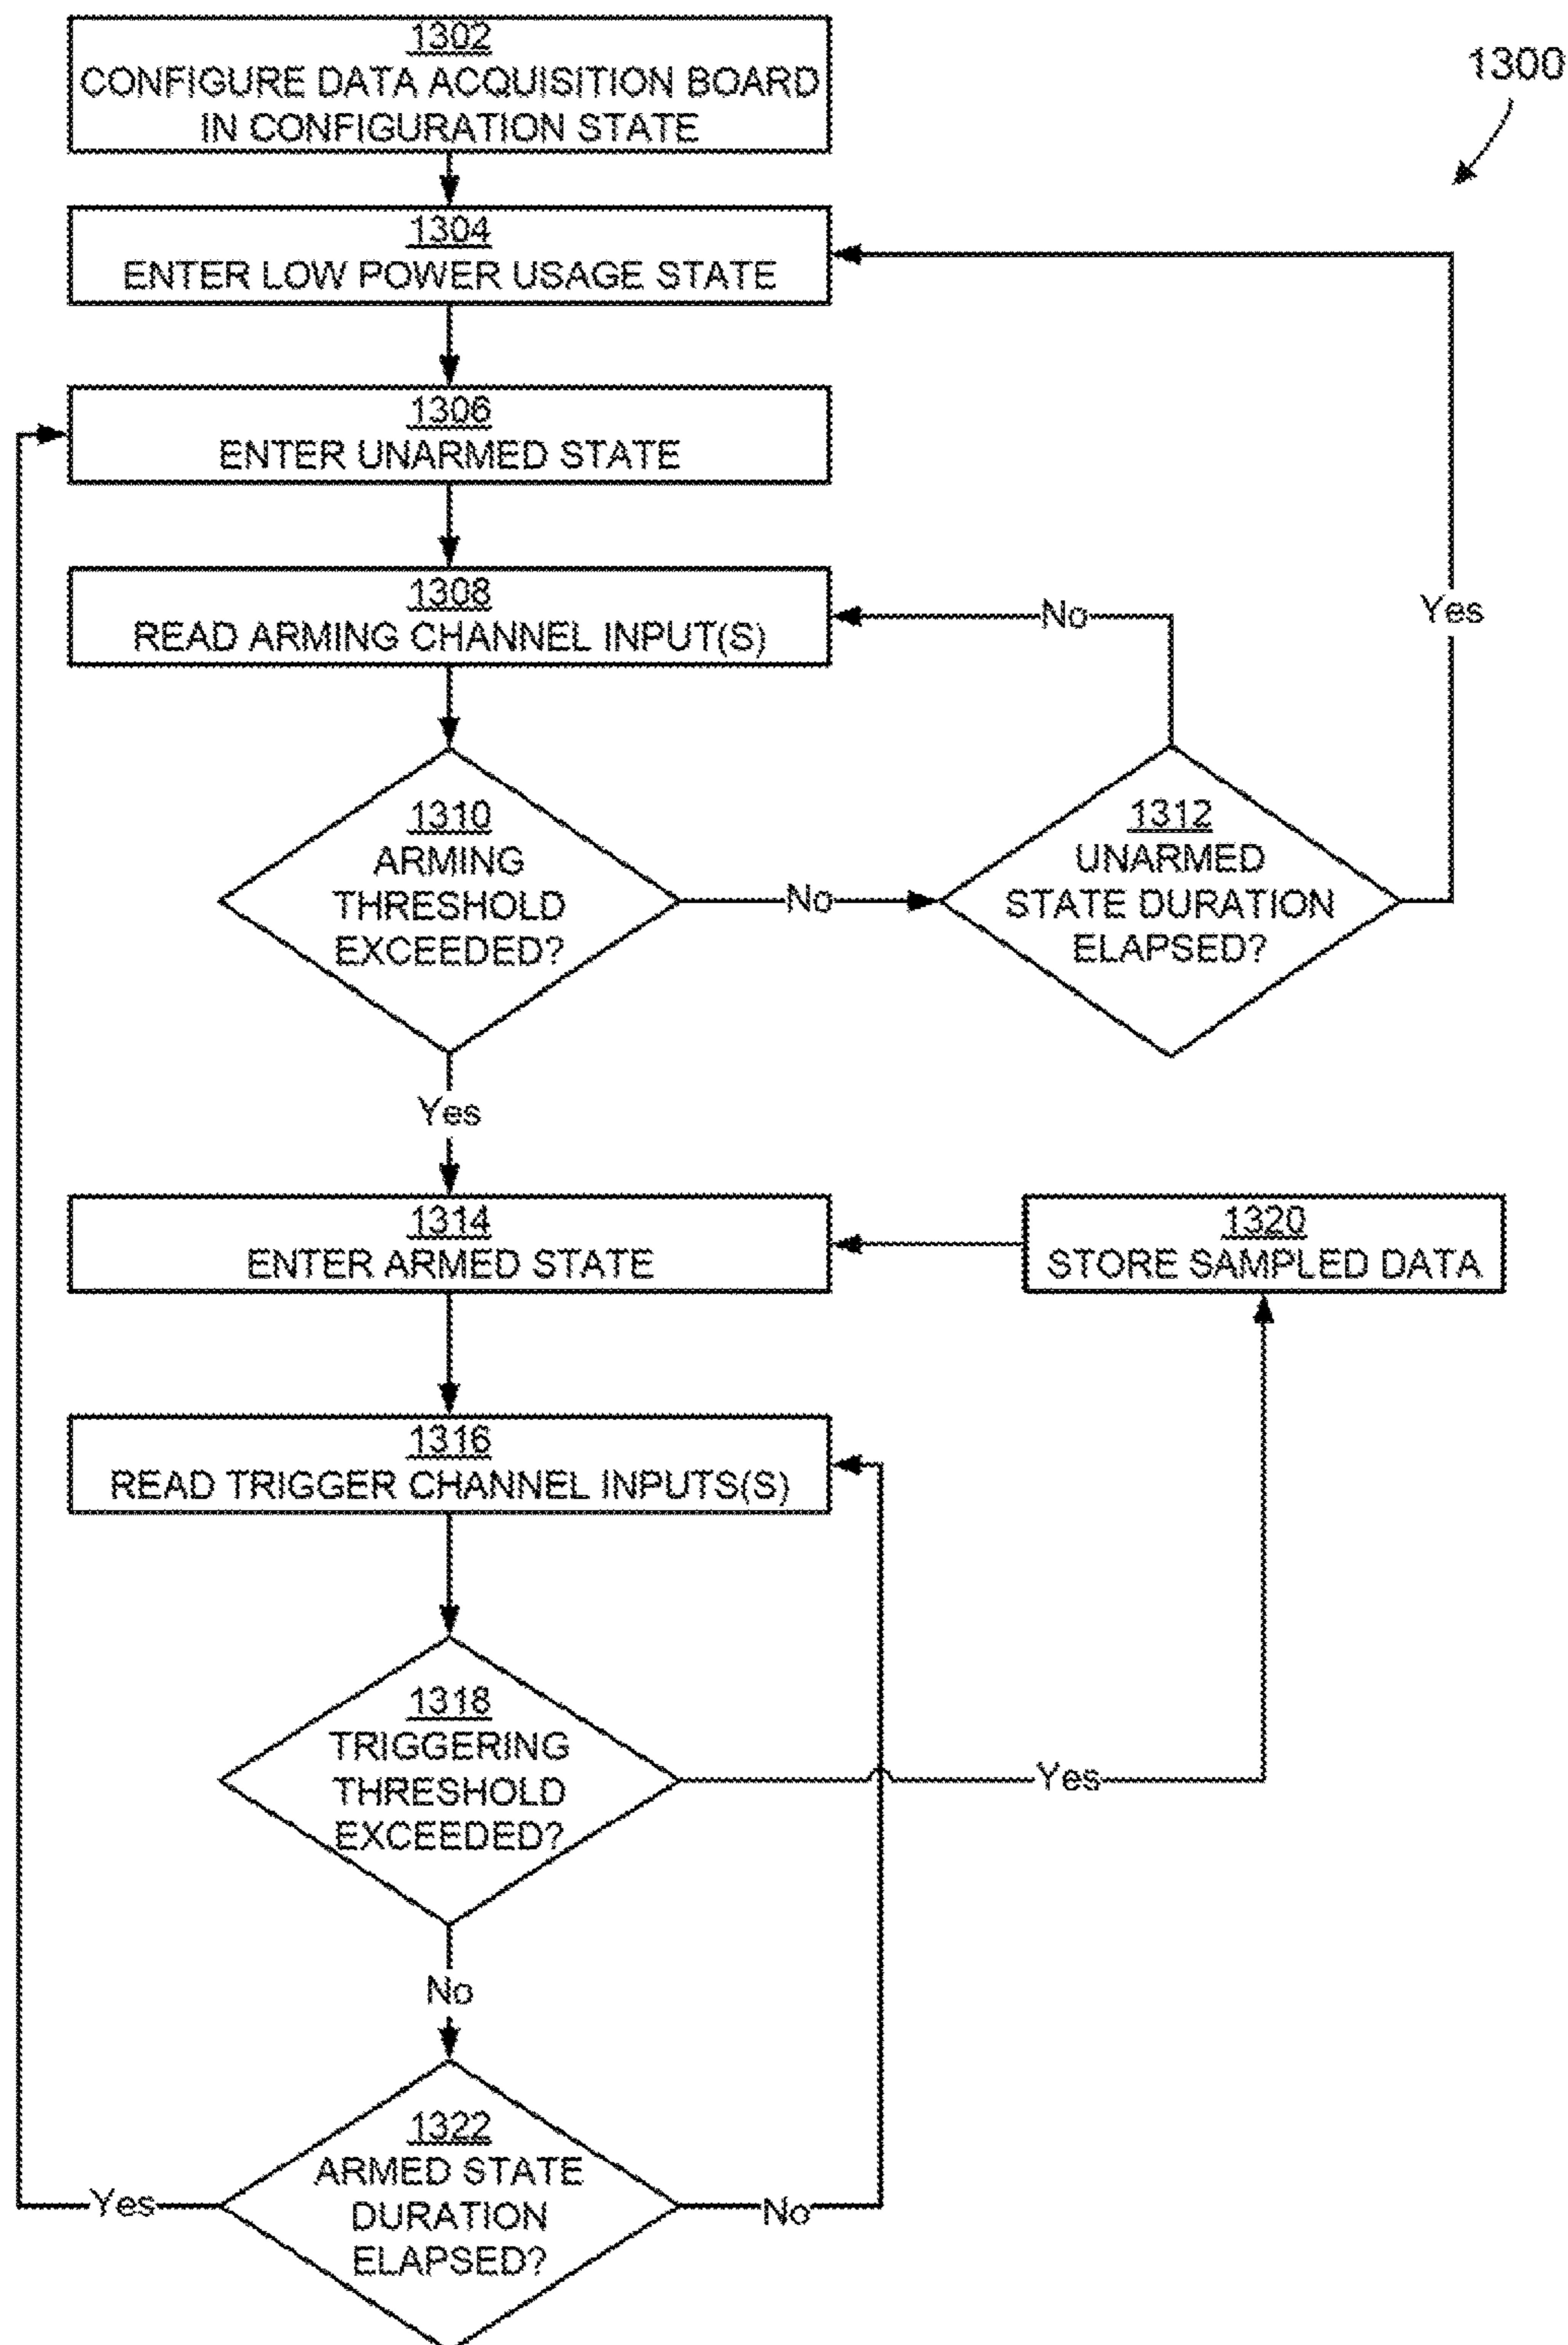 1300
1302
CONFIGURE DATA ACQUISITION BOARD
IN CONFIGURATION STATE
1304
ENTER LOW POWER USAGE STATE
1306
ENTER UNARMED STATE
1308
READ ARMING CHANNEL INPUT(S)
No
Yes
1310
ARMING
THRESHOLD
EXCEEDED?
No
1312
UNARMED
STATE DURATION
ELAPSED?
Yes
1314
ENTER ARMED STATE
1320
STORE SAMPLED DATA
1316
READ TRIGGER CHANNEL INPUTS(S)
1318
TRIGGERING
THRESHOLD
EXCEEDED?
Yes
No
1322
ARMED STATE
DURATION
ELAPSED?
Yes
No